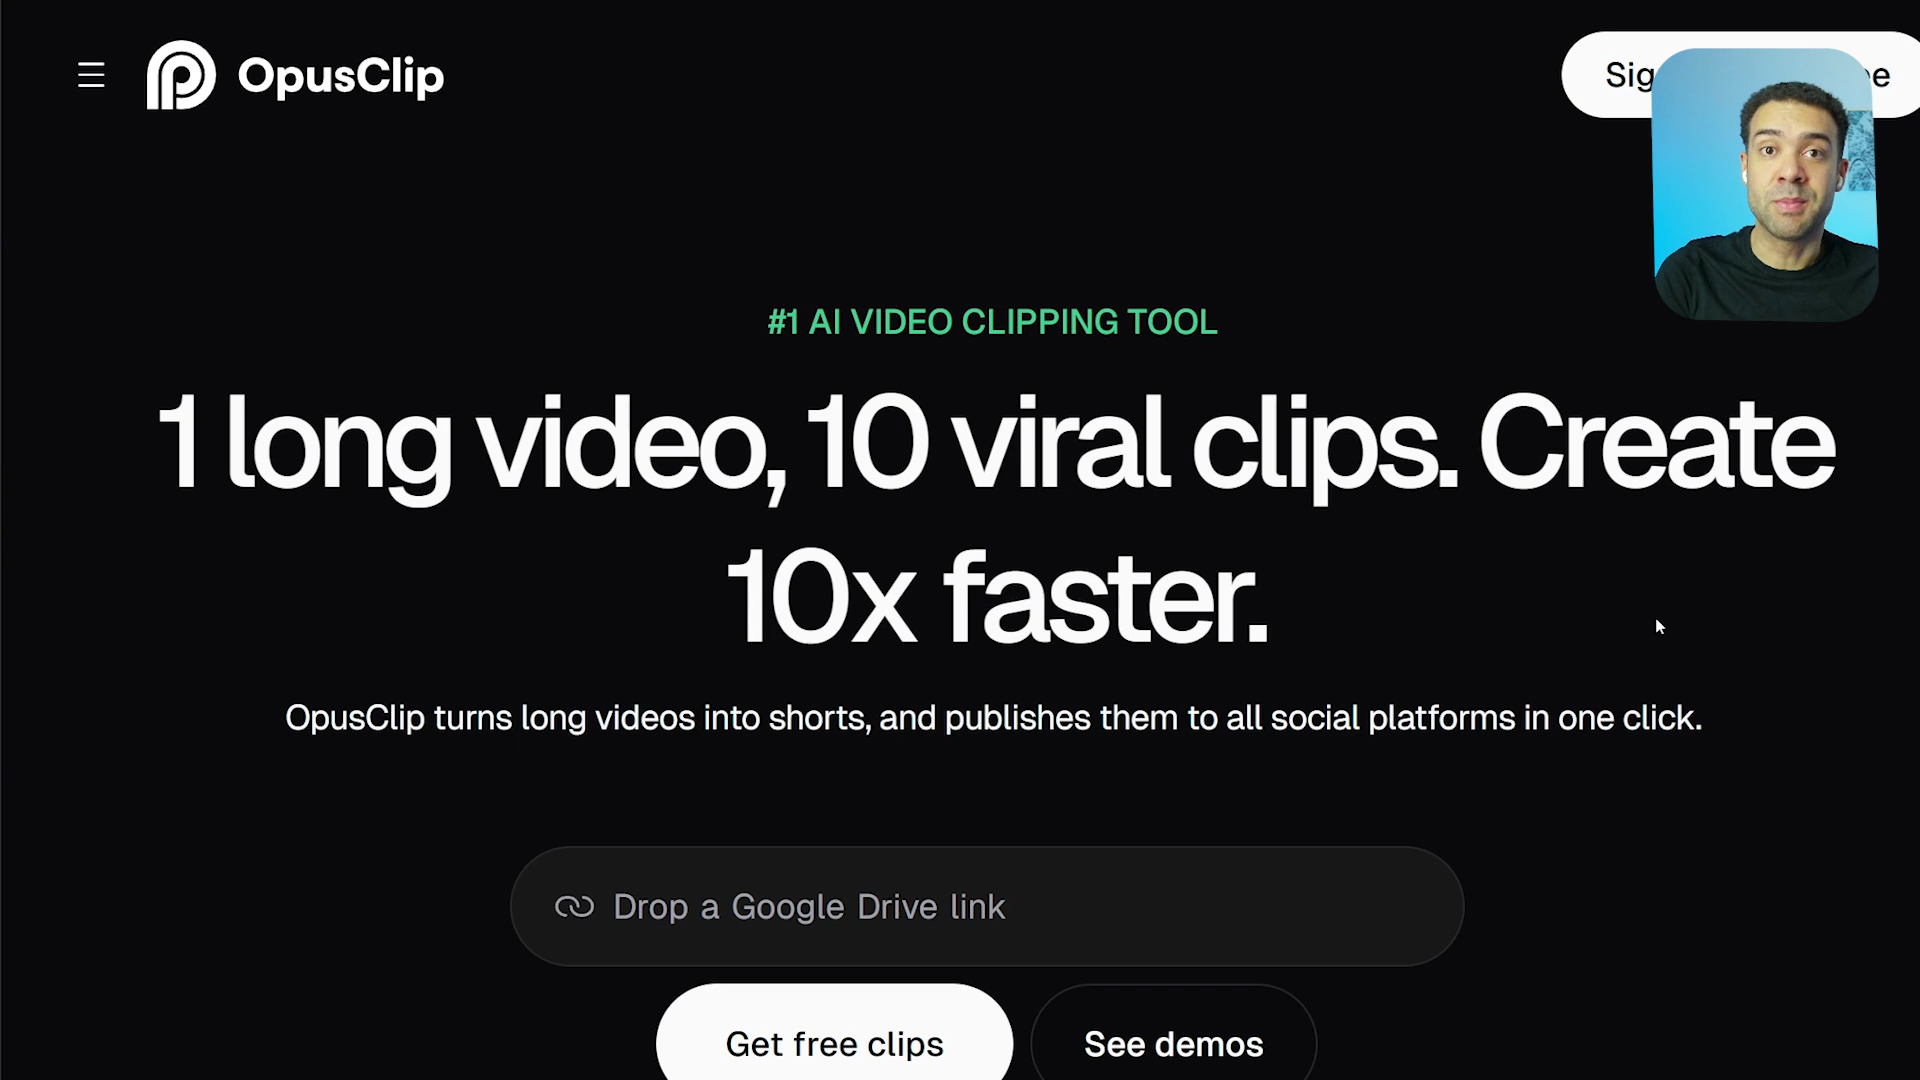 OpusClip
#1 AI VIDEO CLIPPING TOOL
1 long video, 10 viral clips. Create
10x faster.
OpusClip turns long videos into shorts, and publishes them to all social platforms in one click.
Drop a Google Drive link
Get free clips
See demos